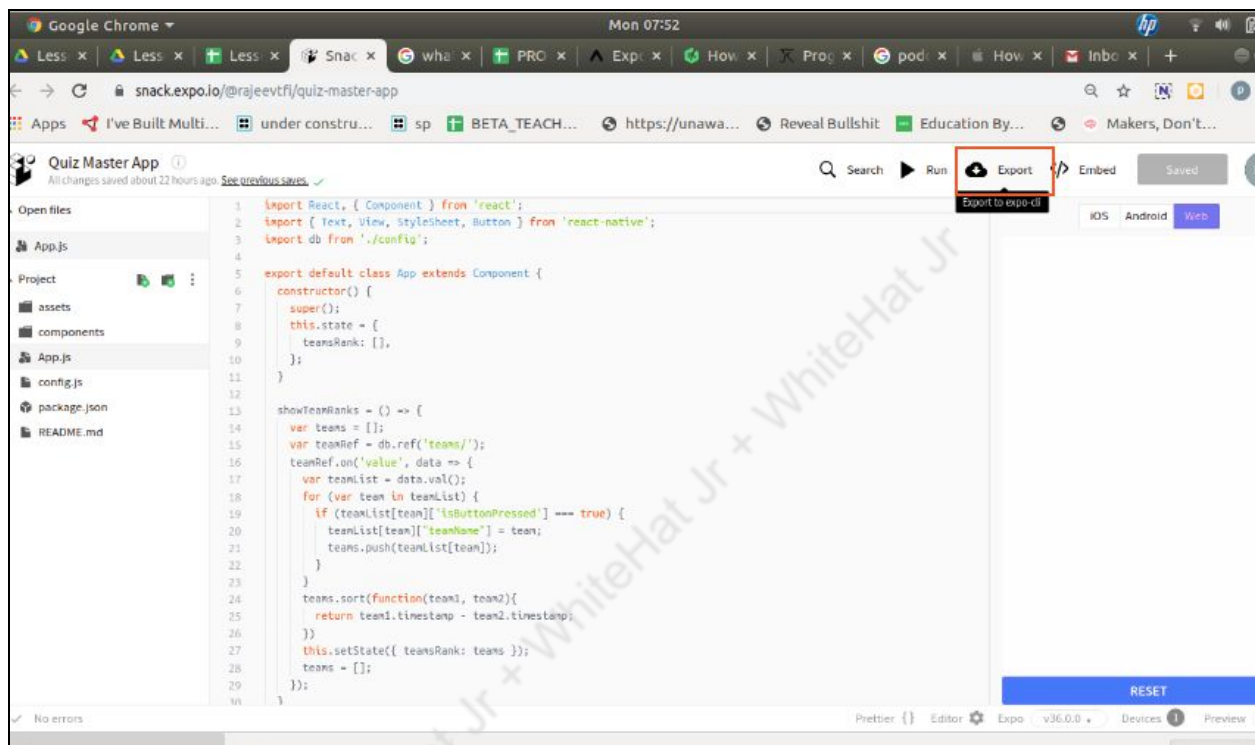 Google Chrome Mon 07:52 hp
Less × Less × Less × Snac × wha × PRO × Expo × How × Prog × pod × How × Inbo × +
snack.expo.io/@rajeevtfi/quiz-master-app
Apps I've Built Multi... under constru... sp BETA_TEACH... https://unawa... Reveal Bullshit Education By... Makers, Don't...
Quiz Master App Search Run Export Embed Saved
All changes saved about 22 hours ago. See previous saves.
Export to expo-cli
Open files iOS Android Web
App.js
Project
assets
components
App.js
config.js
package.json
README.md
1 import React, { Component } from 'react';
2 import { Text, View, StyleSheet, Button } from 'react-native';
3 import db from './config';
4
5 export default class App extends Component {
6 constructor() {
7 super();
8 this.state = {
9 teamsRank: [],
10 };
11 }
12
13 showTeamRanks = () => {
14 var teams = [];
15 var teamRef = db.ref('teams/');
16 teamRef.on('value', data => {
17 var teamList = data.val();
18 for (var team in teamList) {
19 if (teamList[team]['isButtonPressed'] === true) {
20 teamList[team]["teamName"] = team;
21 teams.push(teamList[team]);
22 }
23 }
24 teams.sort(function(team1, team2){
25 return team1.timestamp - team2.timestamp;
26 })
27 this.setState({ teamsRank: teams });
28 teams = [];
29 });
30 }
RESET
No errors Prettier {} Editor Expo v36.0.0 Devices 1 Preview
Jr + WhiteHat Jr + WhiteHat Jr